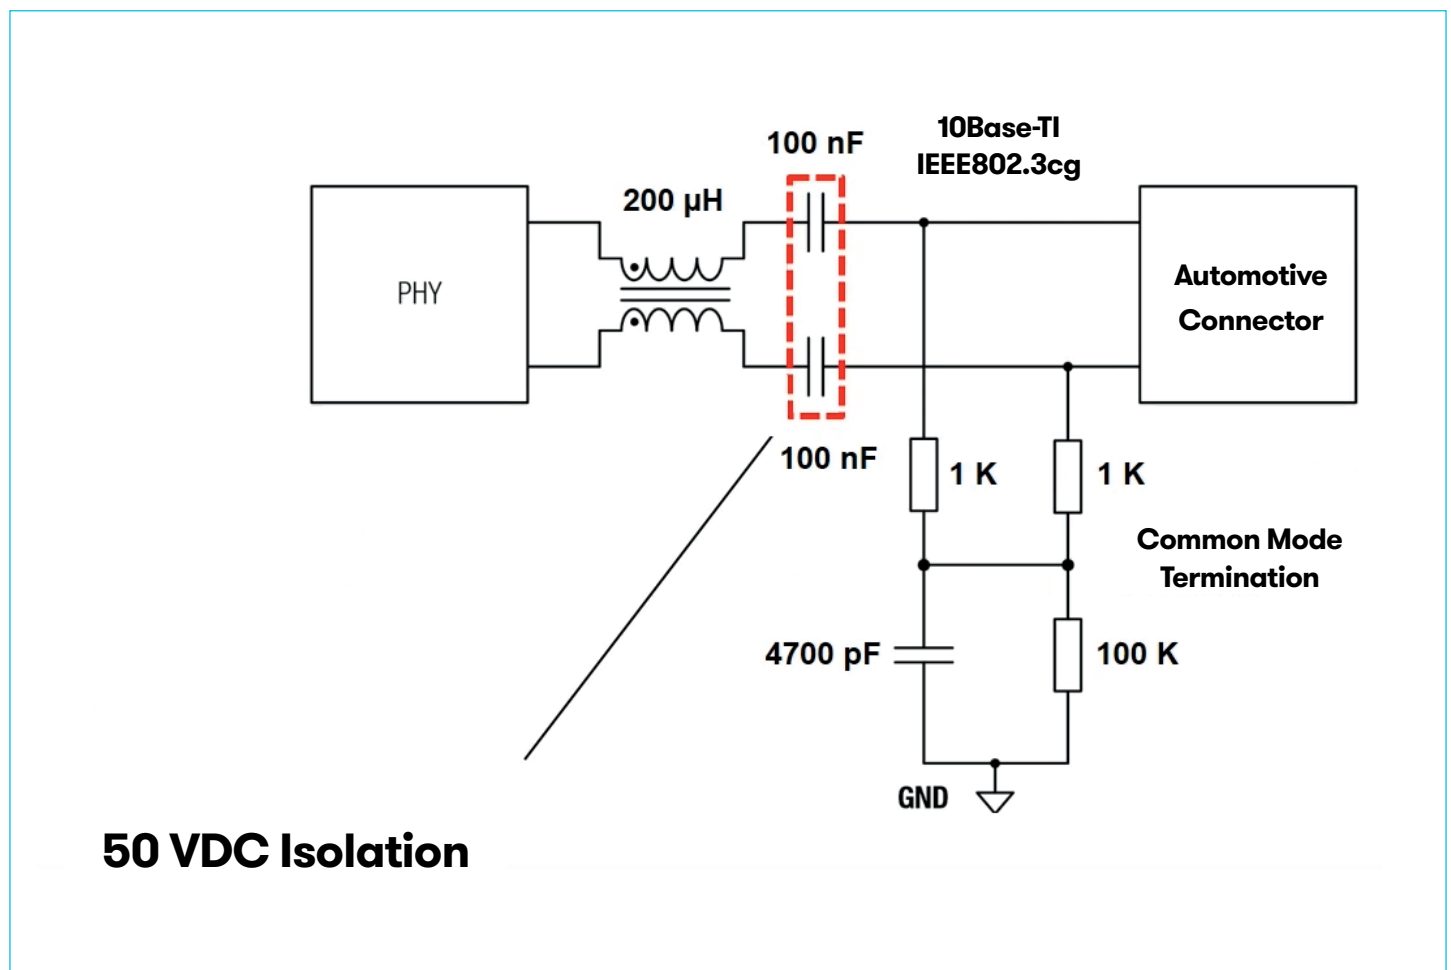 10Base-TI
IEEE802.3cg
100 nF
200 µH
PHY
Automotive
Connector
100 nF
1 K
1 K
Common Mode
Termination
4700 pF
100 K
GND
50 VDC Isolation